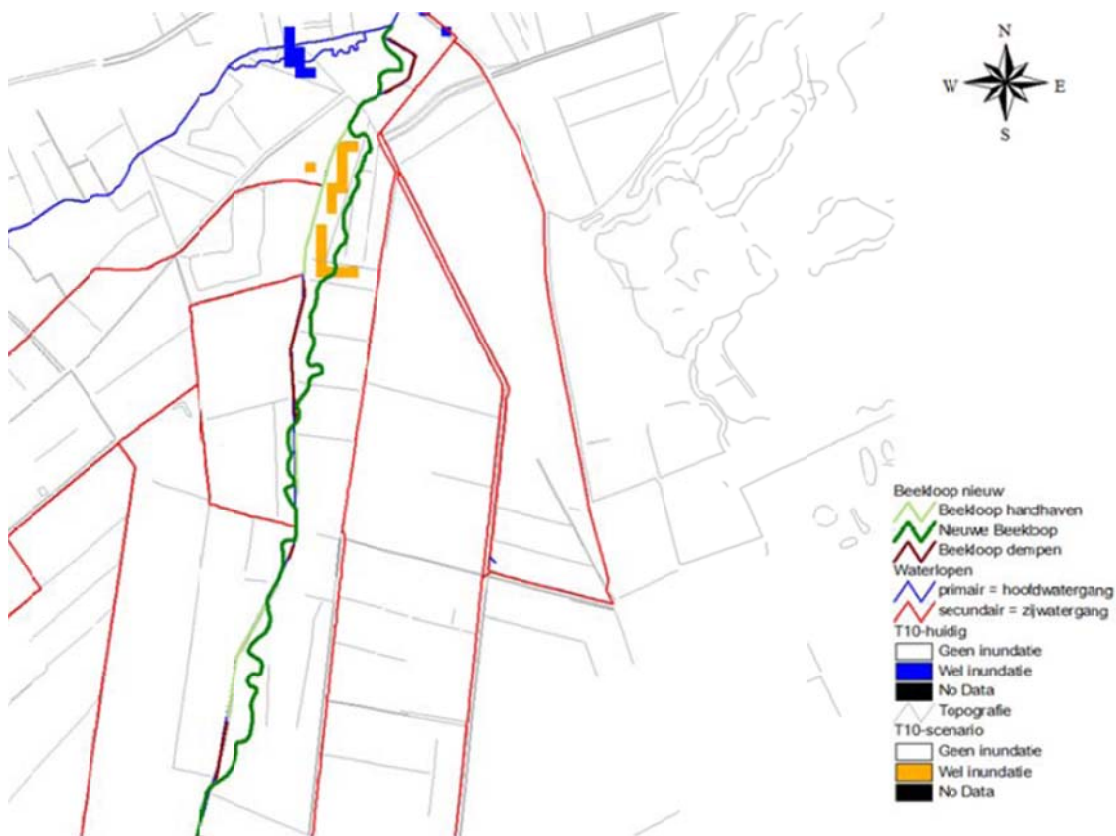 N
W E
S
Beekloop nieuw
Beekloop handhaven
Nieuwe Beekloop
Beekloop dempen
Waterlopen
primair = hoofdwatergang
secundair = zijwatergang
T10-huidig
Geen inundatie
Wel inundatie
No Data
Topografie
T10-scenario
Geen inundatie
Wel inundatie
No Data